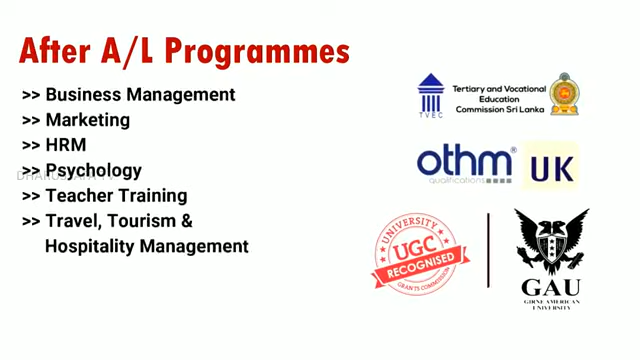 After A/L Programmes
>> Business Management
>> Marketing
>> HRM
>> Psychology
>> Teacher Training
>> Travel, Tourism &
Hospitality Management
TVEC
Tertiary and Vocational
Education
Commission Sri Lanka
othm®
qualifications
UK
UNIVERSITY
UGC
RECOGNISED
GRANTS COMMISSION
GAU
GIRNE AMERICAN
UNIVERSITY